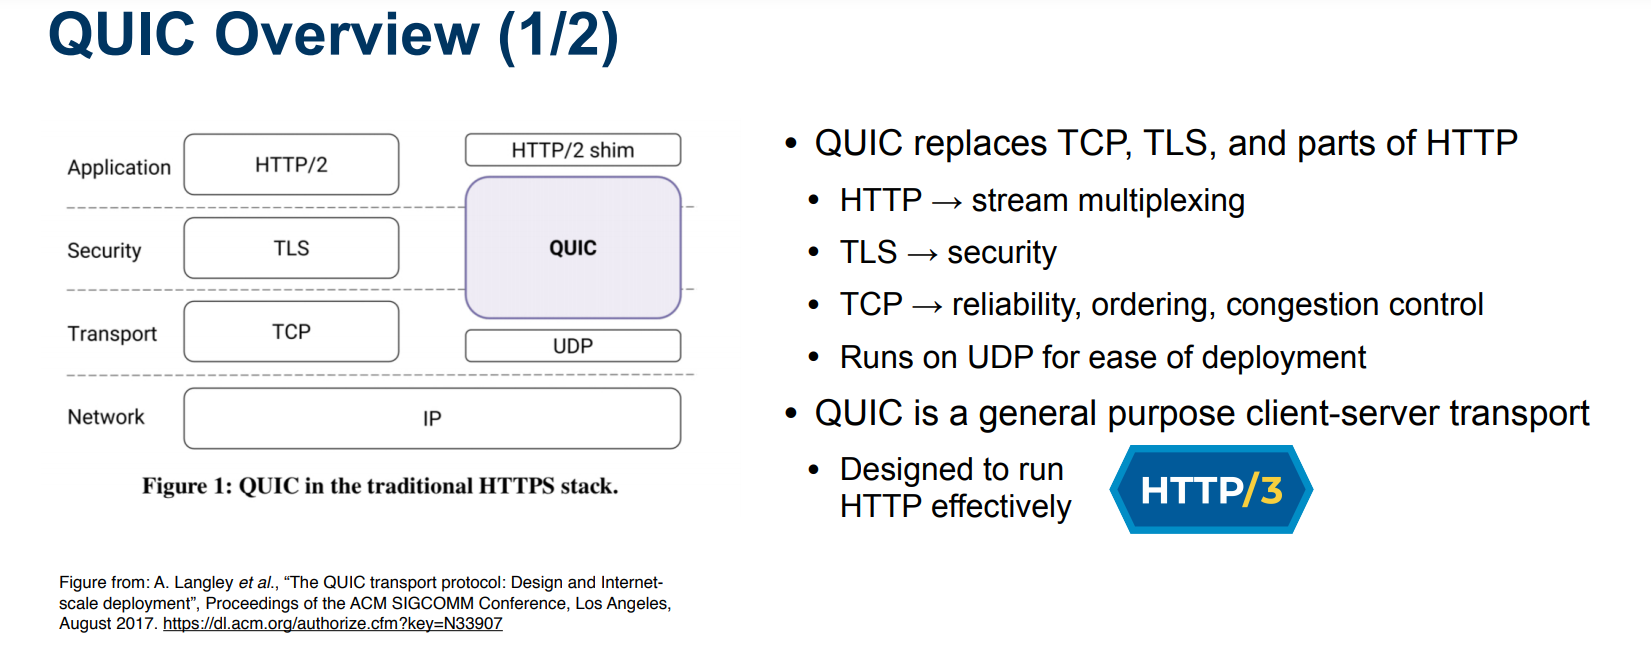 QUIC Overview (1/2)
Application
HTTP/2
HTTP/2 shim
Security
TLS
QUIC
Transport
TCP
UDP
Network
IP
Figure 1: QUIC in the traditional HTTPS stack.
Figure from: A. Langley et al., “The QUIC transport protocol: Design and Internet-
scale deployment”, Proceedings of the ACM SIGCOMM Conference, Los Angeles,
August 2017. https://dl.acm.org/authorize.cfm?key=N33907
• QUIC replaces TCP, TLS, and parts of HTTP
• HTTP → stream multiplexing
• TLS → security
• TCP → reliability, ordering, congestion control
• Runs on UDP for ease of deployment
• QUIC is a general purpose client-server transport
• Designed to run
HTTP effectively
HTTP/3